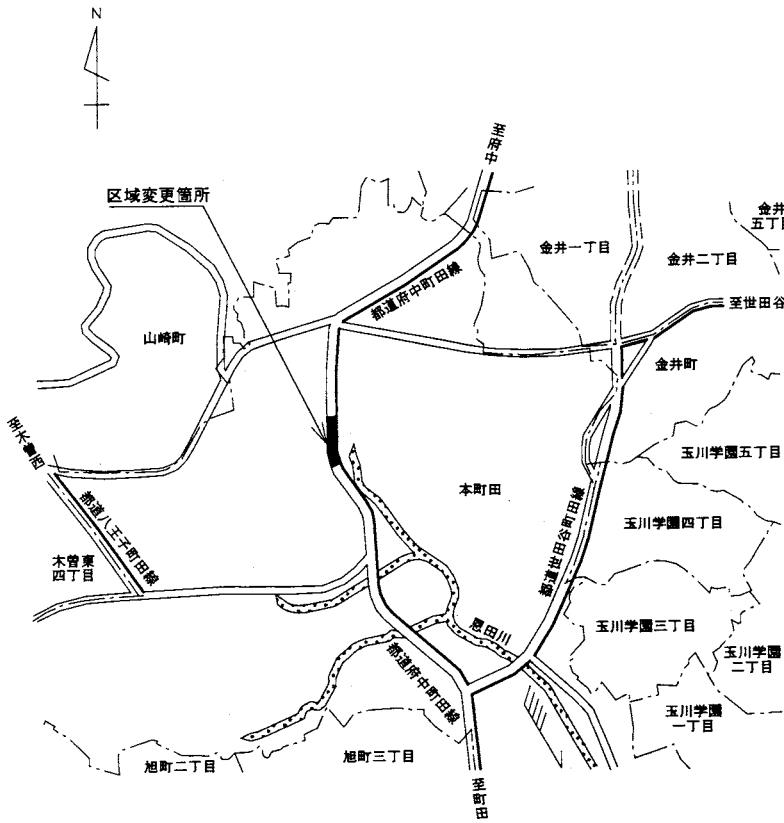 N
至府中
区域変更箇所
金井
五丁目
金井一丁目
金井二丁目
都道府中町田線
至世田谷
山崎町
金井町
至木曽西
玉川学園五丁目
本町田
都道八王子町田線
玉川学園四丁目
木曽東
四丁目
都道世田谷町田線
恩田川
玉川学園三丁目
都道府中町田線
玉川学園
二丁目
玉川学園
一丁目
旭町二丁目
旭町三丁目
至町田